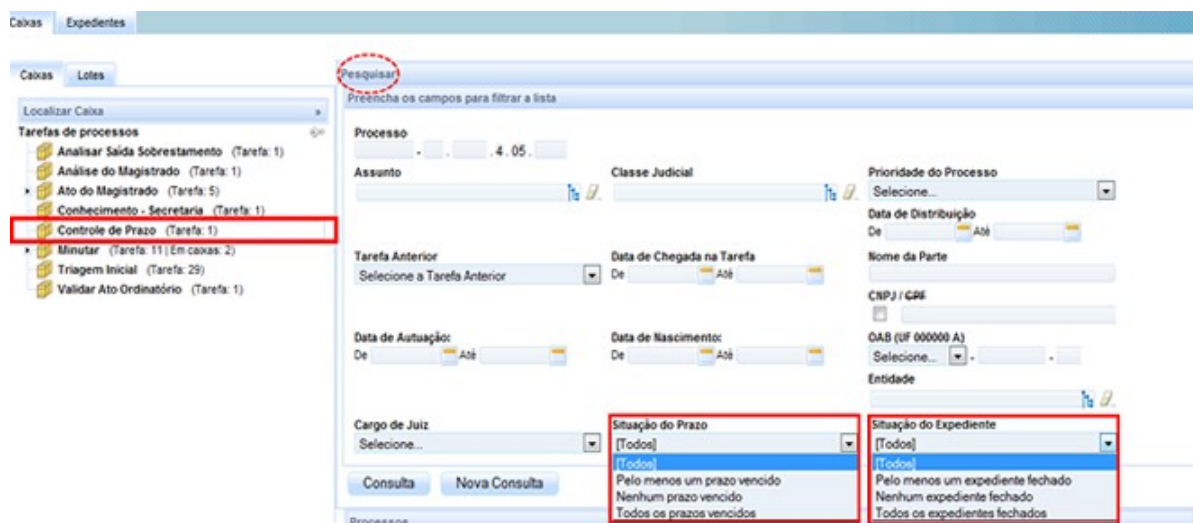 Caixas Expedientes
Caixas Lotes
Localizar Caixa »
Tarefas de processos
Analisar Saída Sobrestamento (Tarefa: 1)
Análise do Magistrado (Tarefa: 1)
Ato do Magistrado (Tarefa: 5)
Conhecimento - Secretaria (Tarefa: 1)
Controle de Prazo (Tarefa: 1)
Minutar (Tarefa: 11 | Em caixas: 2)
Triagem Inicial (Tarefa: 29)
Validar Ato Ordinatório (Tarefa: 1)
Pesquisar
Preencha os campos para filtrar a lista
Processo
- . . 4 . 05 .
Assunto Classe Judicial Prioridade do Processo
Selecione...
Data de Distribuição
De Até
Tarefa Anterior Data de Chegada na Tarefa Nome da Parte
Selecione a Tarefa Anterior De Até
CNPJ / CPF
Data de Autuação: Data de Nascimento: OAB (UF 000000 A)
De Até De Até Selecione... - -
Entidade
Cargo de Juiz Situação do Prazo Situação do Expediente
Selecione... [Todos] [Todos]
[Todos] [Todos]
Pelo menos um prazo vencido Pelo menos um expediente fechado
Consulta Nova Consulta Nenhum prazo vencido Nenhum expediente fechado
Todos os prazos vencidos Todos os expedientes fechados
Processos